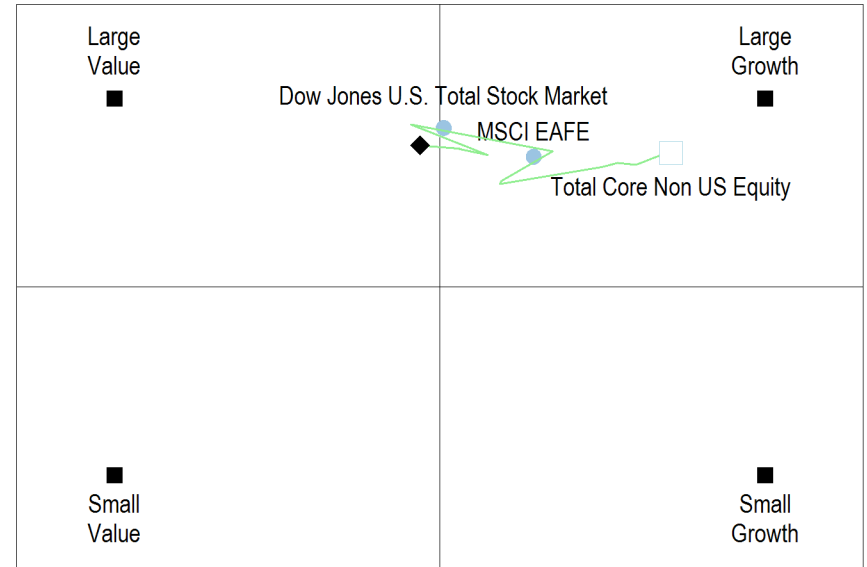 Large
Value
Large
Growth
Dow Jones U.S. Total Stock Market
MSCI EAFE
Total Core Non US Equity
Small
Value
Small
Growth